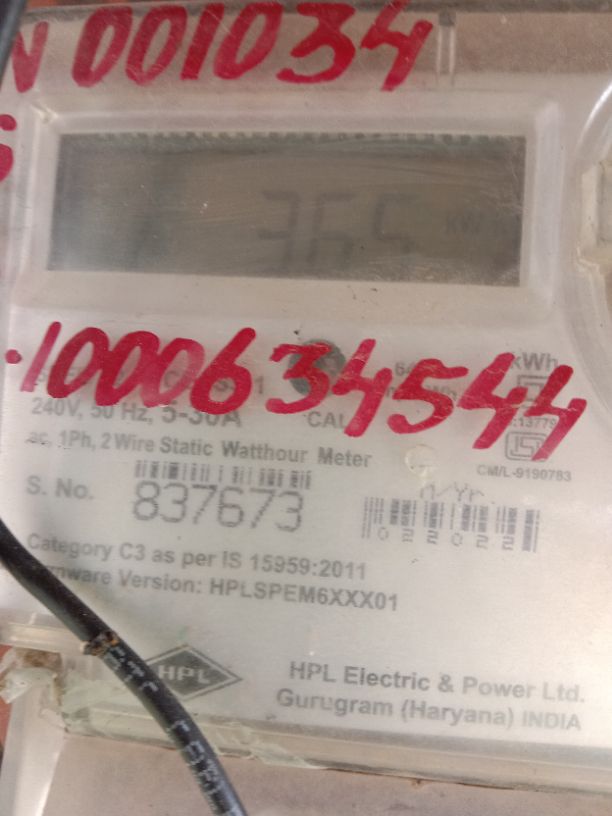 N 001034
365
.1000634544
kWh
240V, 50 Hz, 5-30A
CAL
ac, 1Ph, 2 Wire Static Watthour Meter
CM/L-9190783
S. No. 837673
M/Yr.
022022
Category C3 as per IS 15959:2011
Firmware Version: HPLSPEM6XXX01
HPL
HPL Electric & Power Ltd.
Gurugram (Haryana) INDIA